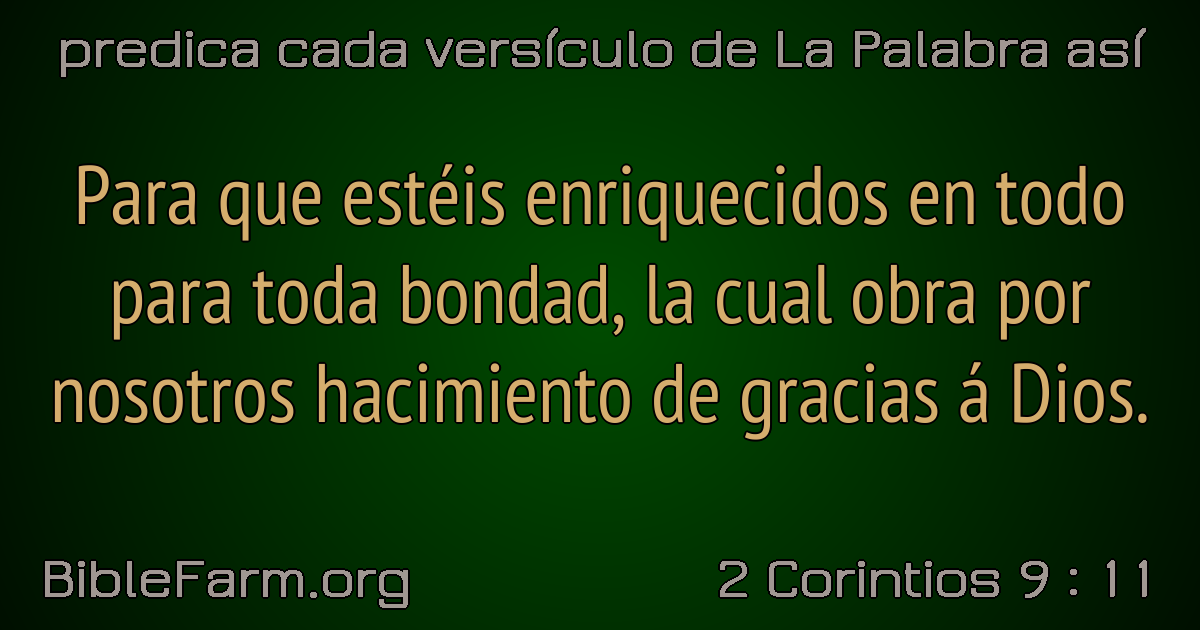 predica cada versículo de La Palabra así
Para que estéis enriquecidos en todo
para toda bondad, la cual obra por
nosotros hacimiento de gracias á Dios.
BibleFarm.org
2 Corintios 9 : 11